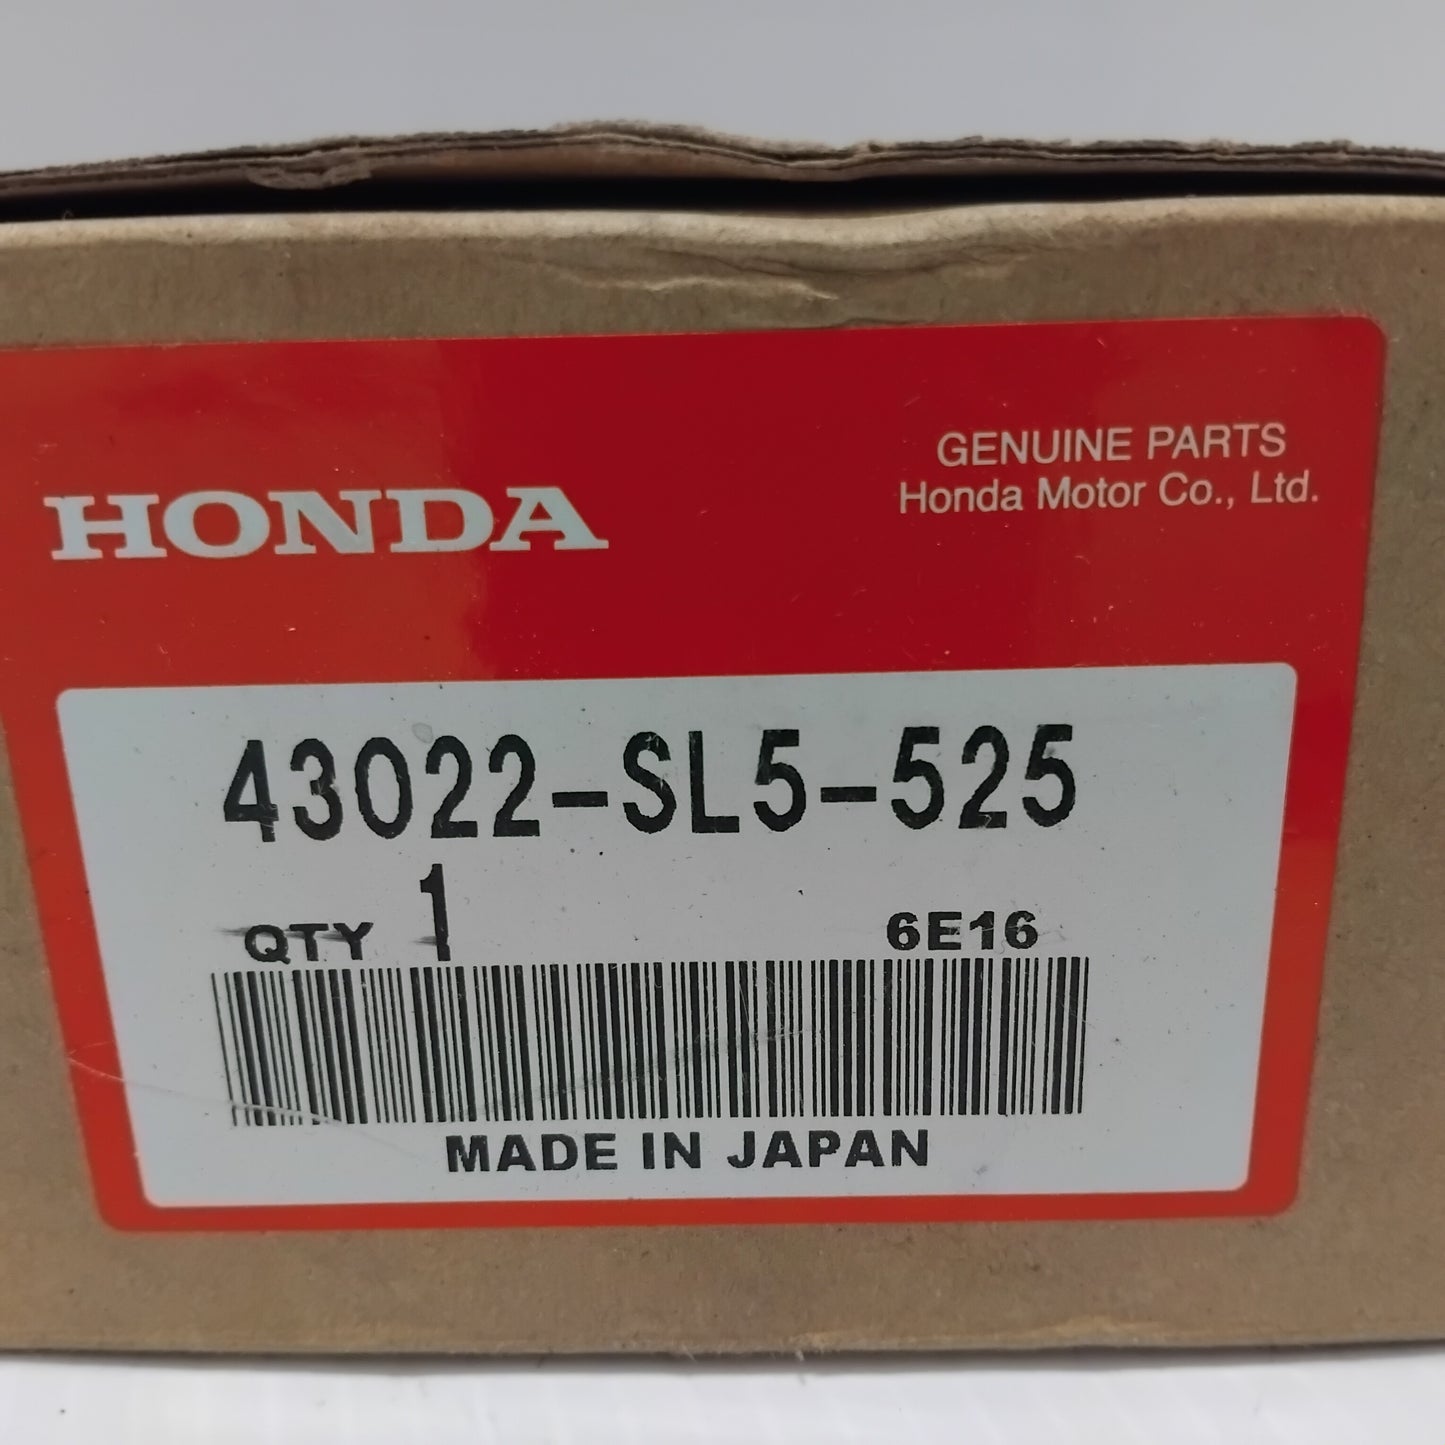 HONDA
GENUINE PARTS
Honda Motor Co., Ltd.
43022-SL5-525
QTY 1
6E16
MADE IN JAPAN